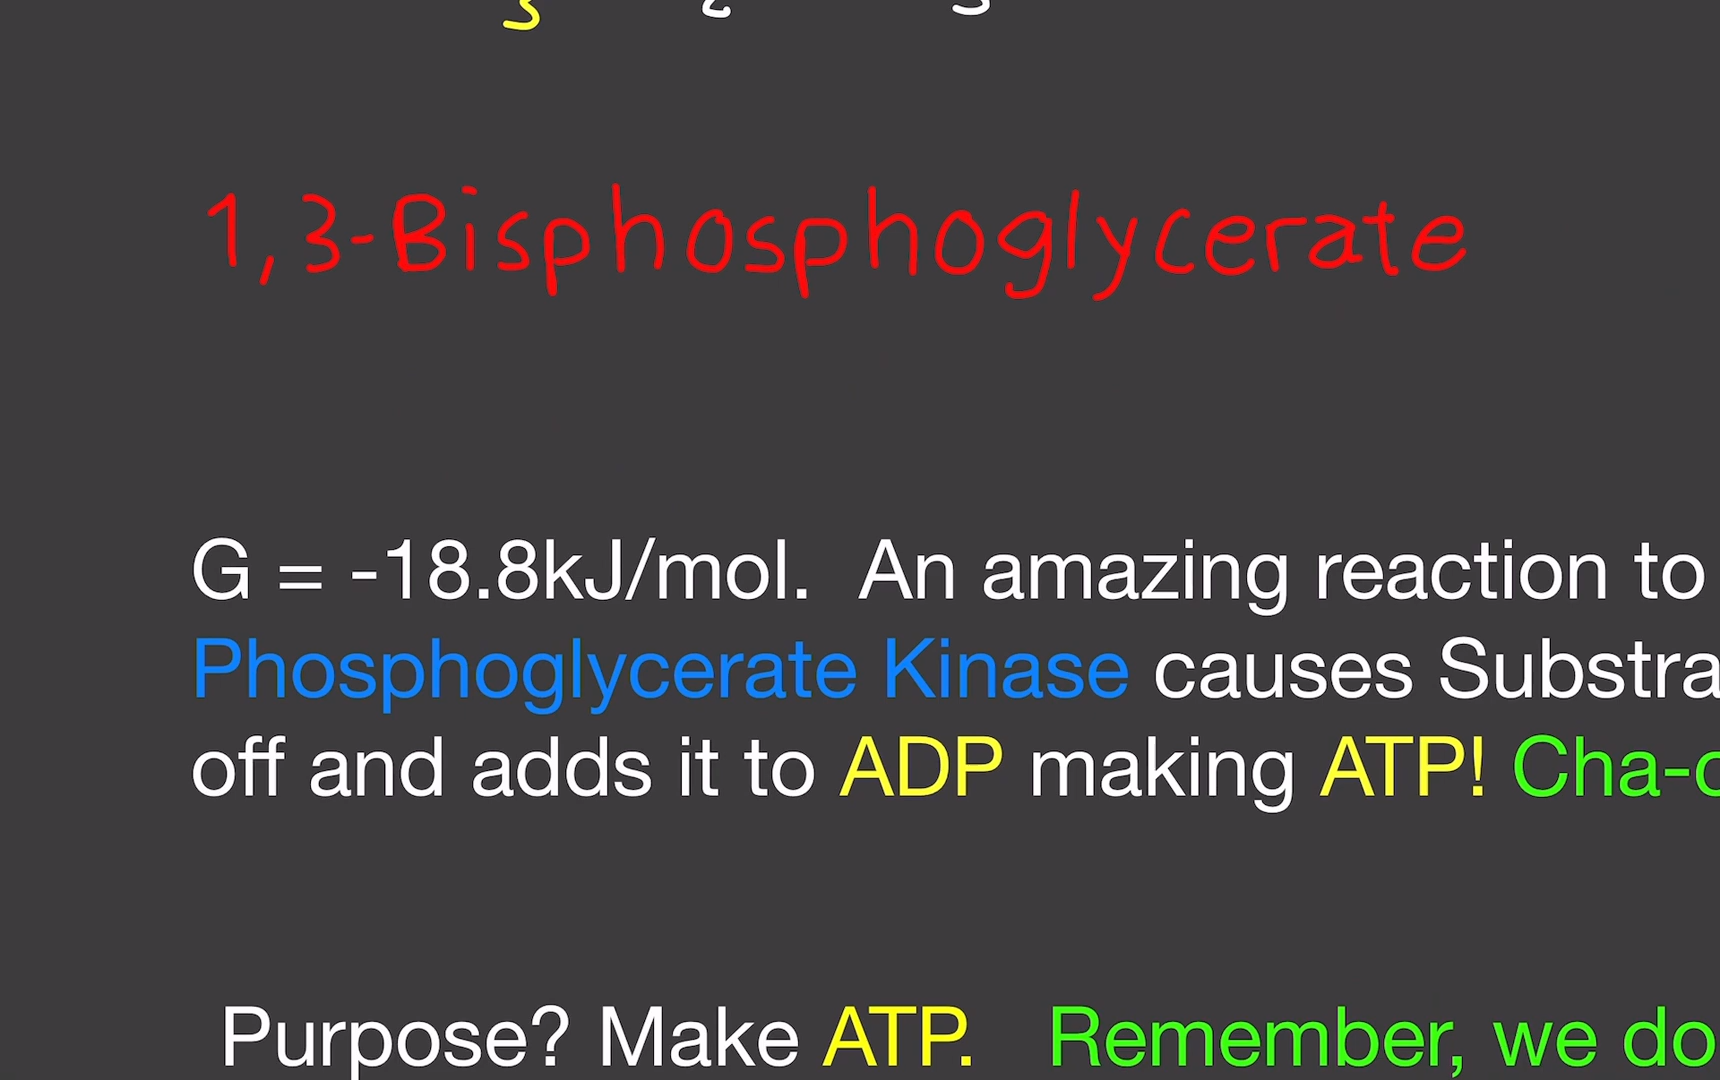 1,3-Bisphosphoglycerate
G = -18.8kJ/mol.  An amazing reaction to
Phosphoglycerate Kinase causes Substra
off and adds it to ADP making ATP! Cha-c
Purpose? Make ATP.   Remember, we do